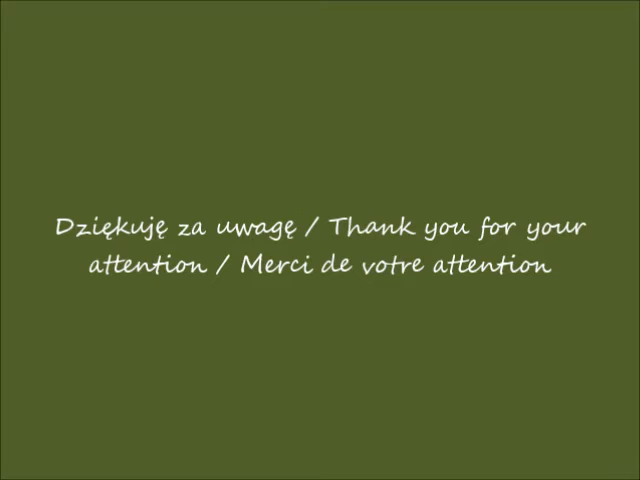 Dziękuję za uwagę / Thank you for your
attention / Merci de votre attention